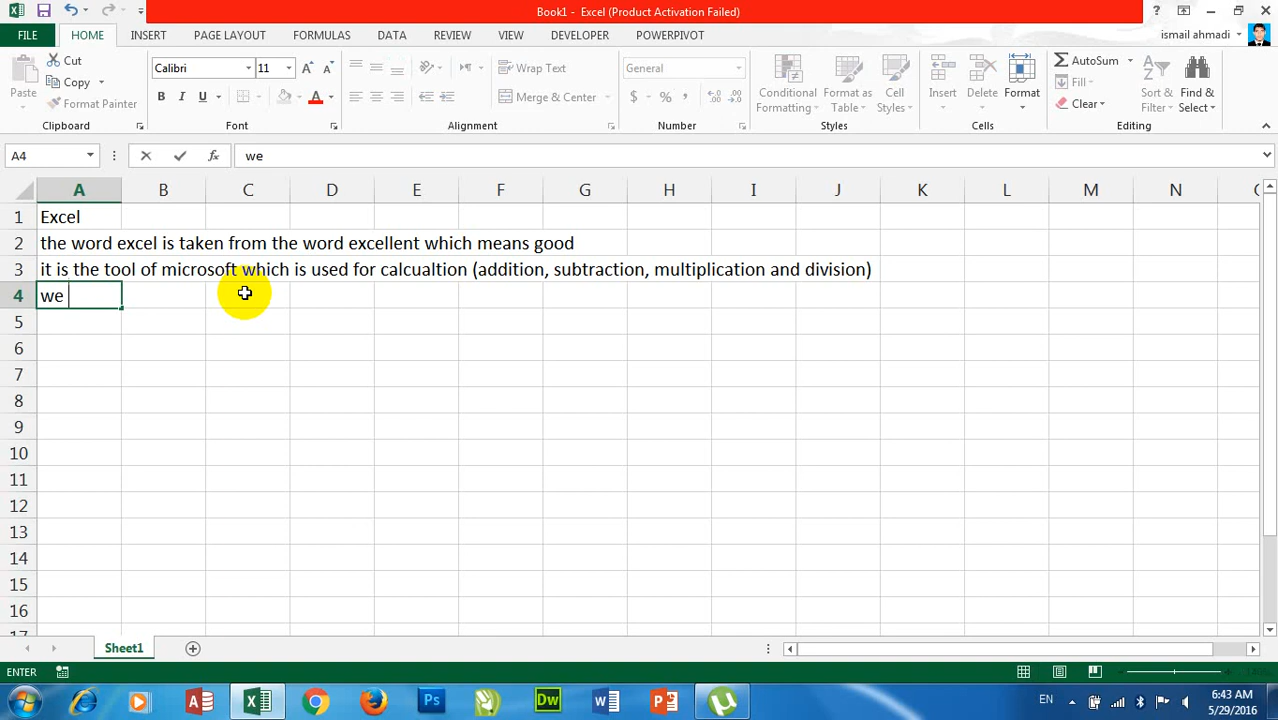 Book1 - Excel (Product Activation Failed)
FILE HOME INSERT PAGE LAYOUT FORMULAS DATA REVIEW VIEW DEVELOPER POWERPIVOT ismail ahmadi
Paste Cut Copy Format Painter
Clipboard
Calibri 11
B I U A
Font
Wrap Text
Merge & Center
Alignment
General
$ % ,
Number
Conditional Formatting Format as Table Cell Styles
Styles
Insert Delete Format
Cells
AutoSum Fill Clear Sort & Filter Find & Select
Editing
A4 fx we
A B C D E F G H I J K L M N
1 Excel
2 the word excel is taken from the word excellent which means good
3 it is the tool of microsoft which is used for calcualtion (addition, subtraction, multiplication and division)
4 we
5
6
7
8
9
10
11
12
13
14
15
16
17
Sheet1
ENTER
EN 6:43 AM
5/29/2016